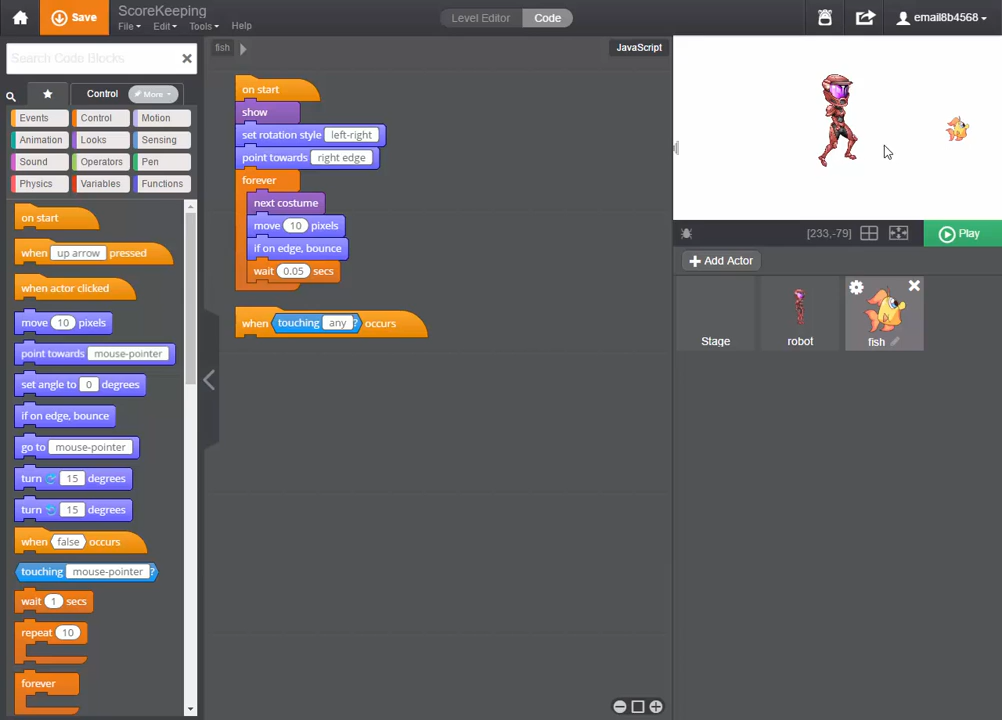 Save
ScoreKeeping
File
Edit
Tools
Help
Level Editor
Code
email8b4568
Search Code Blocks
Control
More
Events
Control
Motion
Animation
Looks
Sensing
Sound
Operators
Pen
Physics
Variables
Functions
on start
when up arrow pressed
when actor clicked
move 10 pixels
point towards mouse-pointer
set angle to 0 degrees
if on edge, bounce
go to mouse-pointer
turn 15 degrees
turn 15 degrees
when false occurs
touching mouse-pointer ?
wait 1 secs
repeat 10
forever
fish
JavaScript
on start
show
set rotation style left-right
point towards right edge
forever
next costume
move 10 pixels
if on edge, bounce
wait 0.05 secs
when touching any ? occurs
[233,-79]
Play
Add Actor
Stage
robot
fish